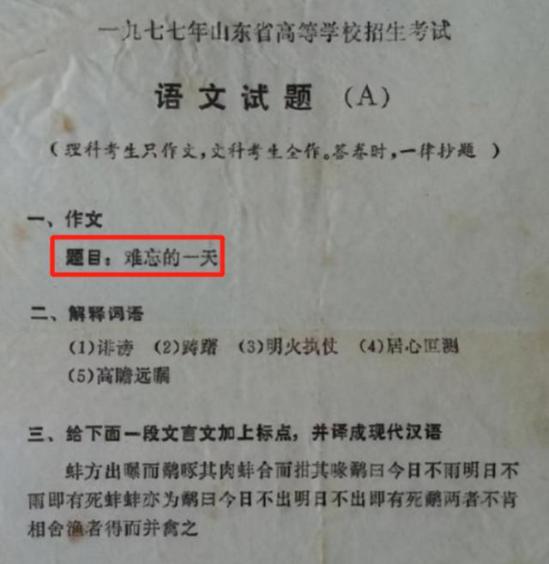 一九七七年山东省高等学校招生考试
语文试题 (A)
(理科考生只作文,文科考生全作。答卷时,一律抄题 )
一、作文
题目:难忘的一天
二、解释词语
(1)诽谤 (2)踌躇 (3)明火执仗 (4)居心叵测
(5)高瞻远瞩
三、给下面一段文言文加上标点,并译成现代汉语
蚌方出曝而鹬啄其肉蚌合而拑其喙鹬曰今日不雨明日不
雨即有死蚌蚌亦为鹬曰今日不出明日不出即有死鹬两者不肯
相舍渔者得而并禽之